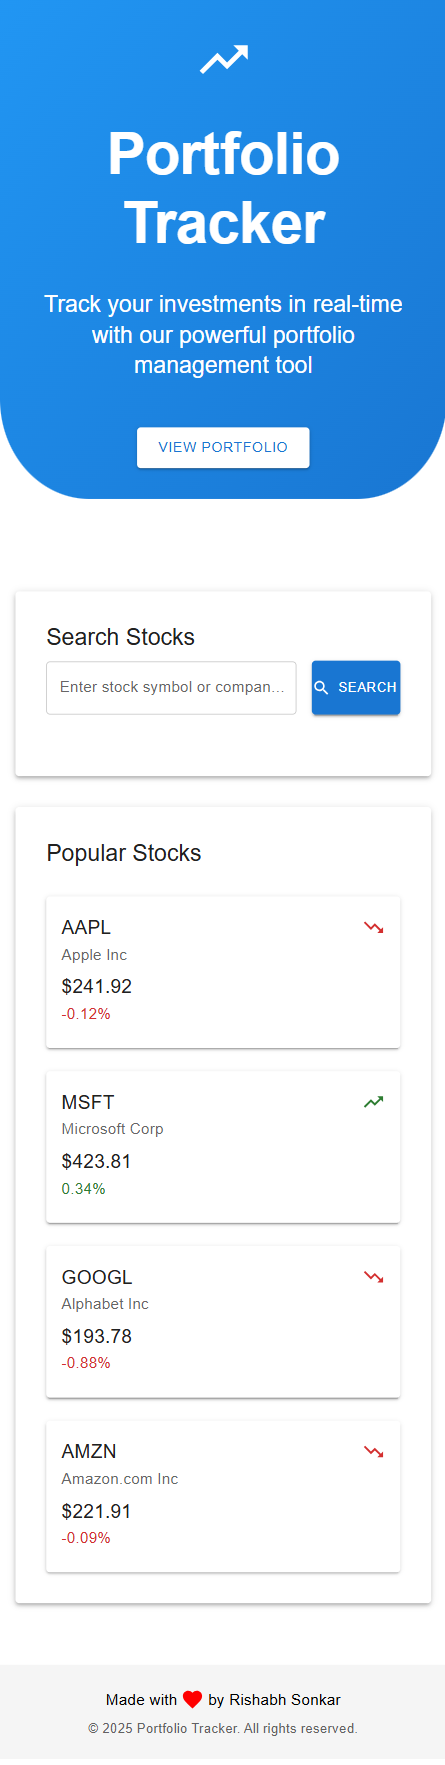 Portfolio
Tracker
Track your investments in real-time
with our powerful portfolio
management tool
VIEW PORTFOLIO
Search Stocks
Enter stock symbol or compan...
SEARCH
Popular Stocks
AAPL
Apple Inc
$241.92
-0.12%
MSFT
Microsoft Corp
$423.81
0.34%
GOOGL
Alphabet Inc
$193.78
-0.88%
AMZN
Amazon.com Inc
$221.91
-0.09%
Made with ❤ by Rishabh Sonkar
© 2025 Portfolio Tracker. All rights reserved.